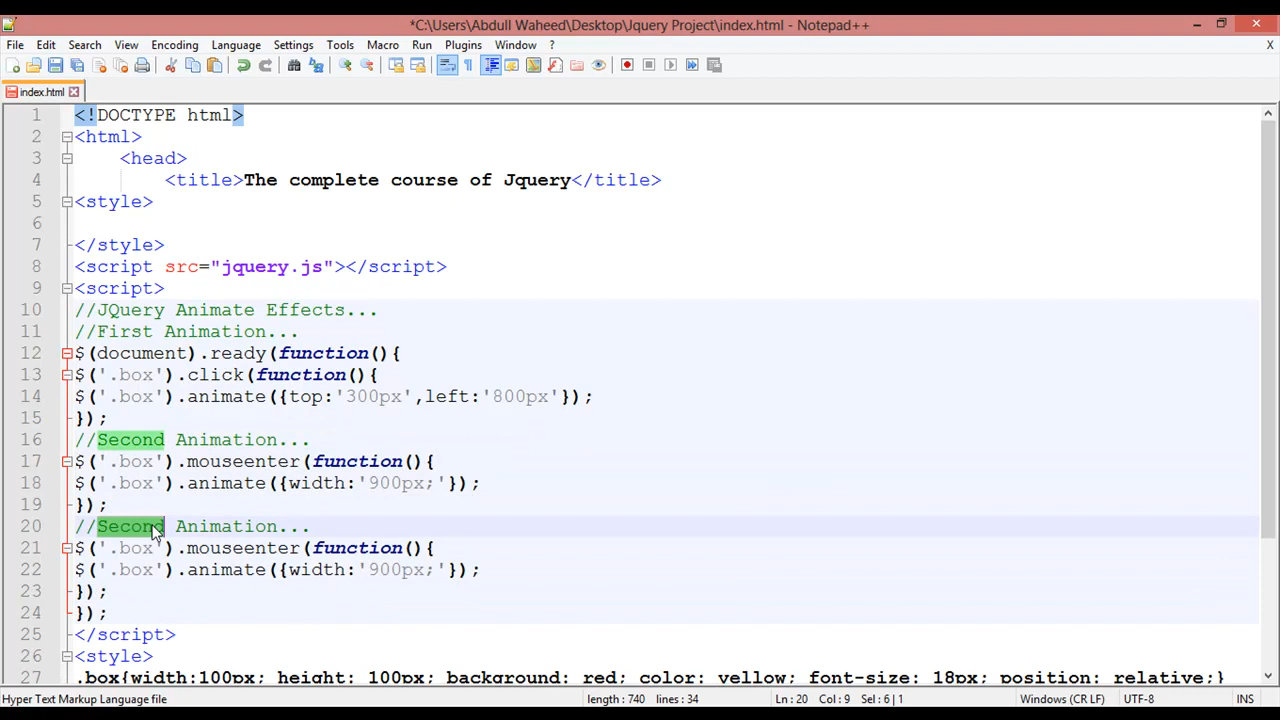 *C:\Users\Abdull Waheed\Desktop\Jquery Project\index.html - Notepad++
File Edit Search View Encoding Language Settings Tools Macro Run Plugins Window ? X
index.html
1 <!DOCTYPE html>
2 <html>
3 <head>
4 <title>The complete course of Jquery</title>
5 <style>
6
7 </style>
8 <script src="jquery.js"></script>
9 <script>
10 //JQuery Animate Effects...
11 //First Animation...
12 $(document).ready(function(){
13 $('.box').click(function(){
14 $('.box').animate({top:'300px',left:'800px'});
15 });
16 //Second Animation...
17 $('.box').mouseenter(function(){
18 $('.box').animate({width:'900px;'});
19 });
20 //Second Animation...
21 $('.box').mouseenter(function(){
22 $('.box').animate({width:'900px;'});
23 });
24 });
25 </script>
26 <style>
27 .box{width:100px; height: 100px; background: red; color: yellow; font-size: 18px; position: relative;}
Hyper Text Markup Language file length : 740 lines : 34 Ln : 20 Col : 9 Sel : 6 | 1 Windows (CR LF) UTF-8 INS